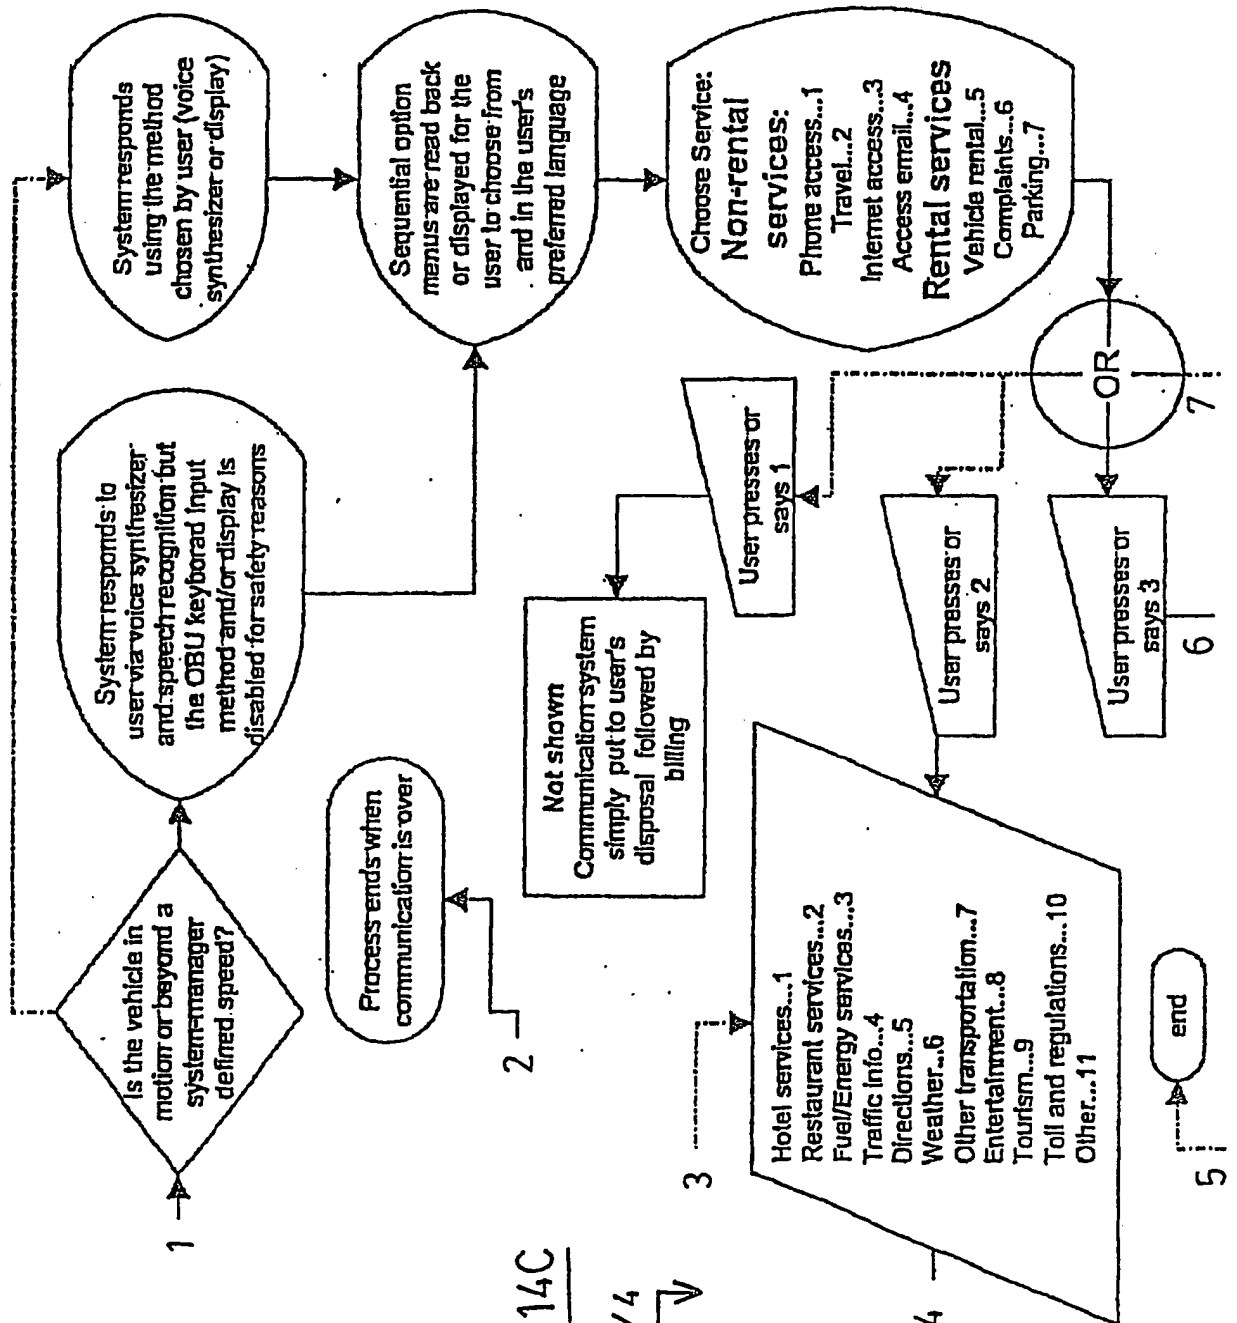 1
Is the vehicle in
motion or beyond a
system-manager
defined speed?
System responds to
user via voice synthesizer
and speech recognition but
the OBU keyborad input
method and/or display is
disabled for safety reasons
System responds
using the method
chosen by user (voice
synthesizer or display)
Process ends when
communication is over
2
Sequential option
menus are read back
or displayed for the
user to choose from
and in the user's
preferred language
Not shown
Communication system
simply put to user's
disposal followed by
billing
User presses or
says 1
Choose Service:
Non-rental
services:
Phone access...1
Travel...2
Internet access...3
Access email...4
Rental services
Vehicle rental...5
Complaints...6
Parking...7
3
Hotel services...1
Restaurant services...2
Fuel/Energy services...3
Traffic info...4
Directions...5
Weather...6
Other transportation...7
Entertainment...8
Tourism...9
Toll and regulations...10
Other...11
4
User presses or
says 2
User presses or
says 3
OR
end
5
6
7
14C